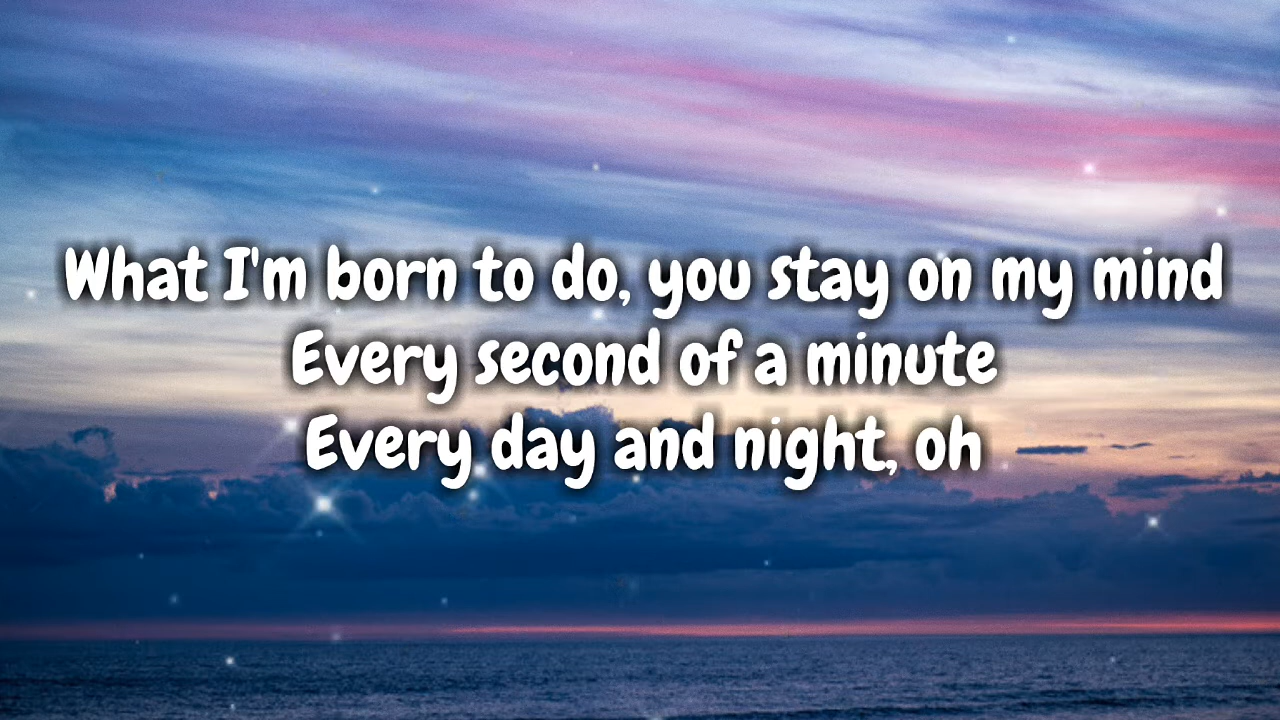 What I'm born to do, you stay on my mind
Every second of a minute
Every day and night, oh